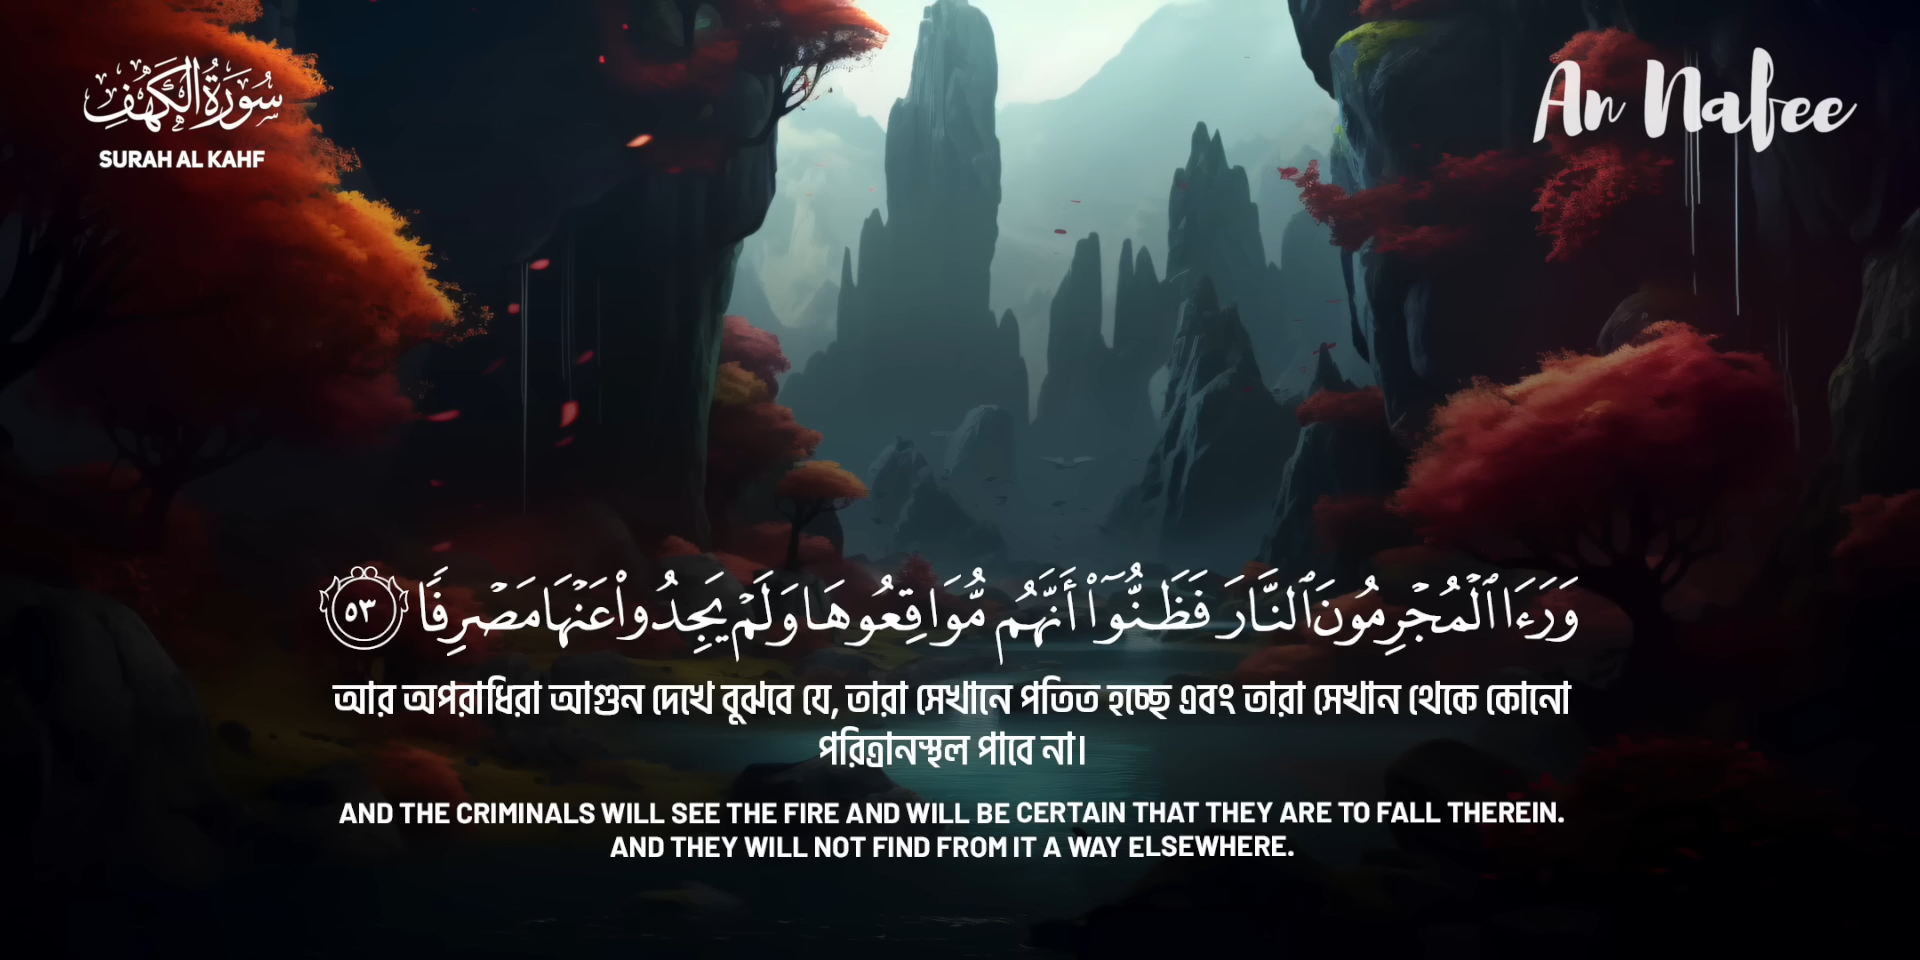 سُورَةُ الكَهْفِ
SURAH AL KAHF
An Nafee
وَرَءَا ٱلْمُجْرِمُونَ ٱلنَّارَ فَظَنُّوٓا۟ أَنَّهُم مُّوَاقِعُوهَا وَلَمْ يَجِدُوا۟ عَنْهَا مَصْرِفًا ٥٣
আর অপরাধিরা আগুন দেখে বুঝবে যে, তারা সেখানে পতিত হচ্ছে এবং তারা সেখান থেকে কোনো
পরিত্রানস্থল পাবে না।
AND THE CRIMINALS WILL SEE THE FIRE AND WILL BE CERTAIN THAT THEY ARE TO FALL THEREIN.
AND THEY WILL NOT FIND FROM IT A WAY ELSEWHERE.